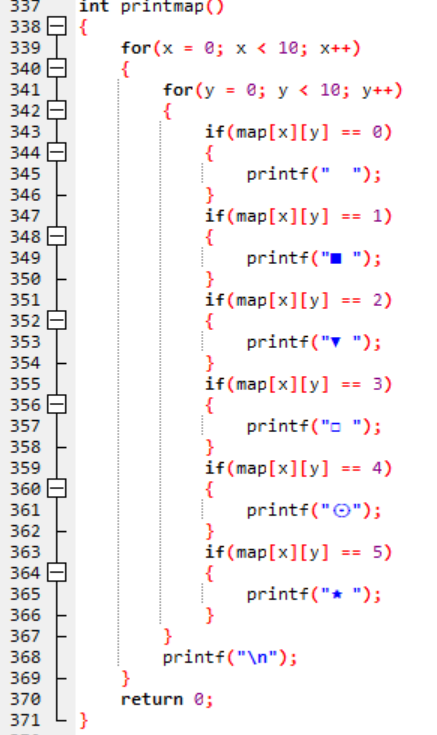 337 int printmap()
338 {
339     for(x = 0; x < 10; x++)
340     {
341         for(y = 0; y < 10; y++)
342         {
343             if(map[x][y] == 0)
344             {
345                 printf("  ");
346             }
347             if(map[x][y] == 1)
348             {
349                 printf("■ ");
350             }
351             if(map[x][y] == 2)
352             {
353                 printf("▼ ");
354             }
355             if(map[x][y] == 3)
356             {
357                 printf("□ ");
358             }
359             if(map[x][y] == 4)
360             {
361                 printf("☉");
362             }
363             if(map[x][y] == 5)
364             {
365                 printf("★ ");
366             }
367         }
368         printf("\n");
369     }
370     return 0;
371 }